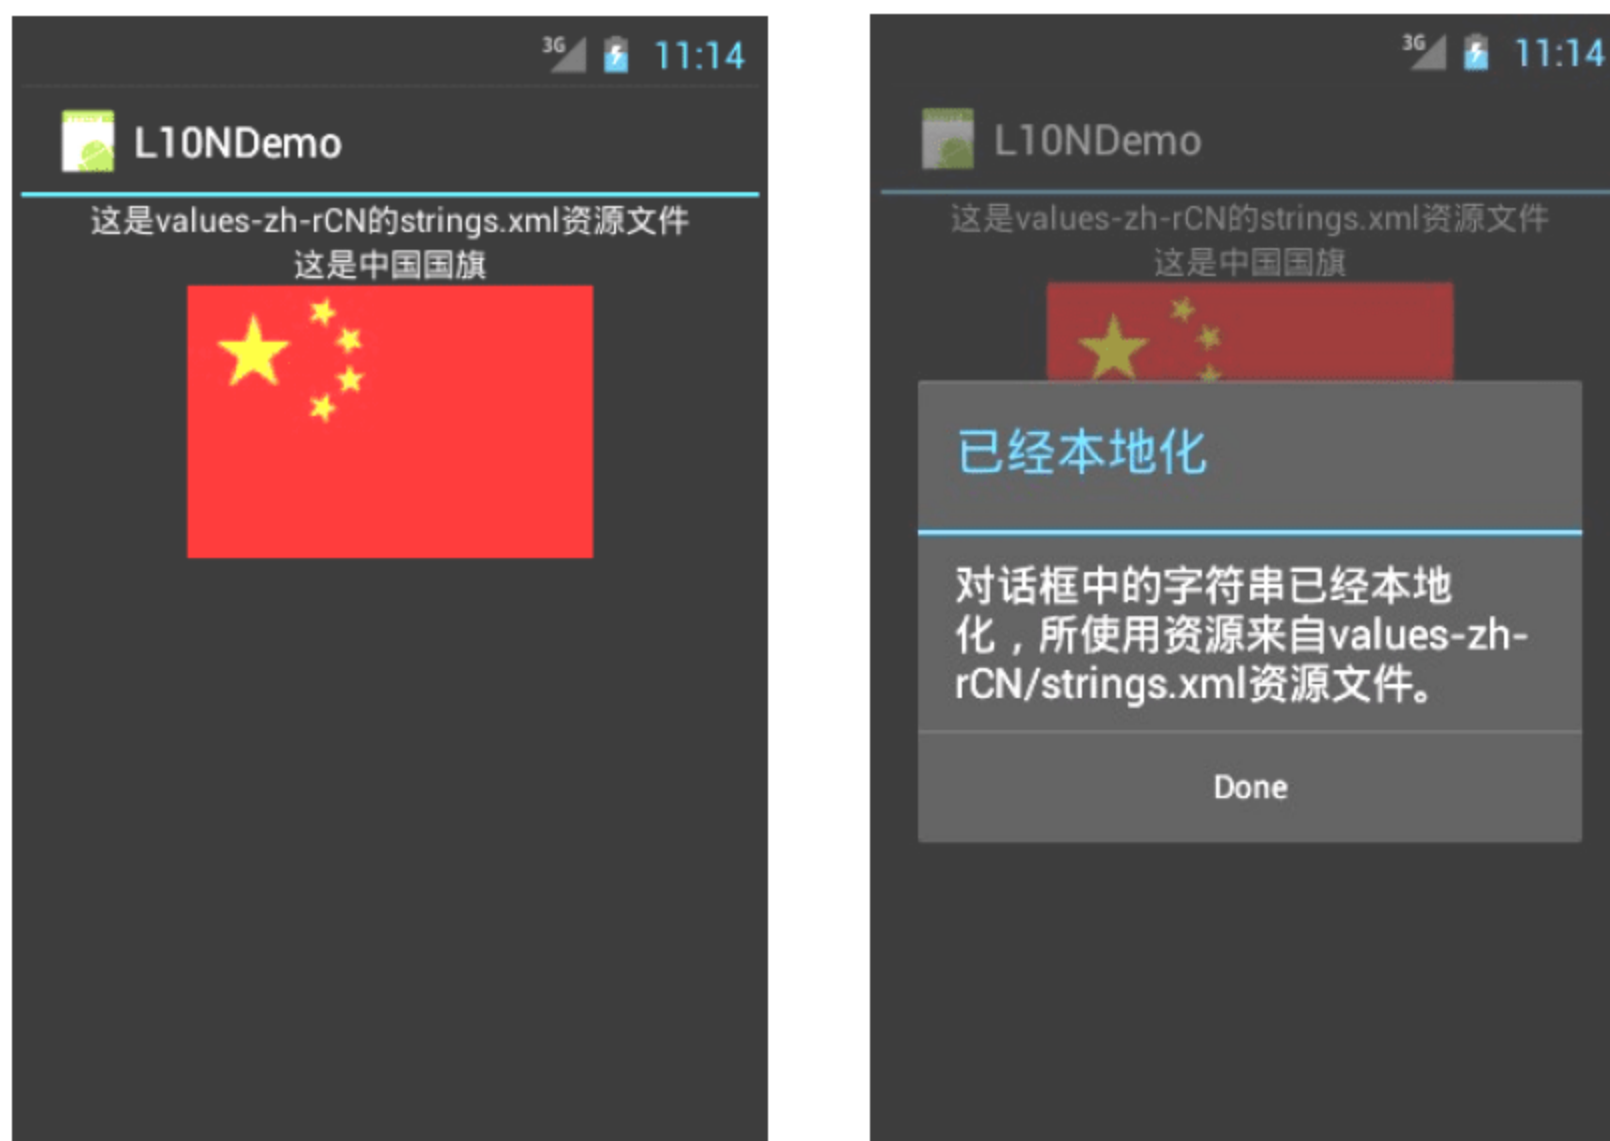 3G 11:14
L10NDemo
这是values-zh-rCN的strings.xml资源文件
这是中国国旗
3G 11:14
L10NDemo
这是values-zh-rCN的strings.xml资源文件
这是中国国旗
已经本地化
对话框中的字符串已经本地
化，所使用资源来自values-zh-
rCN/strings.xml资源文件。
Done